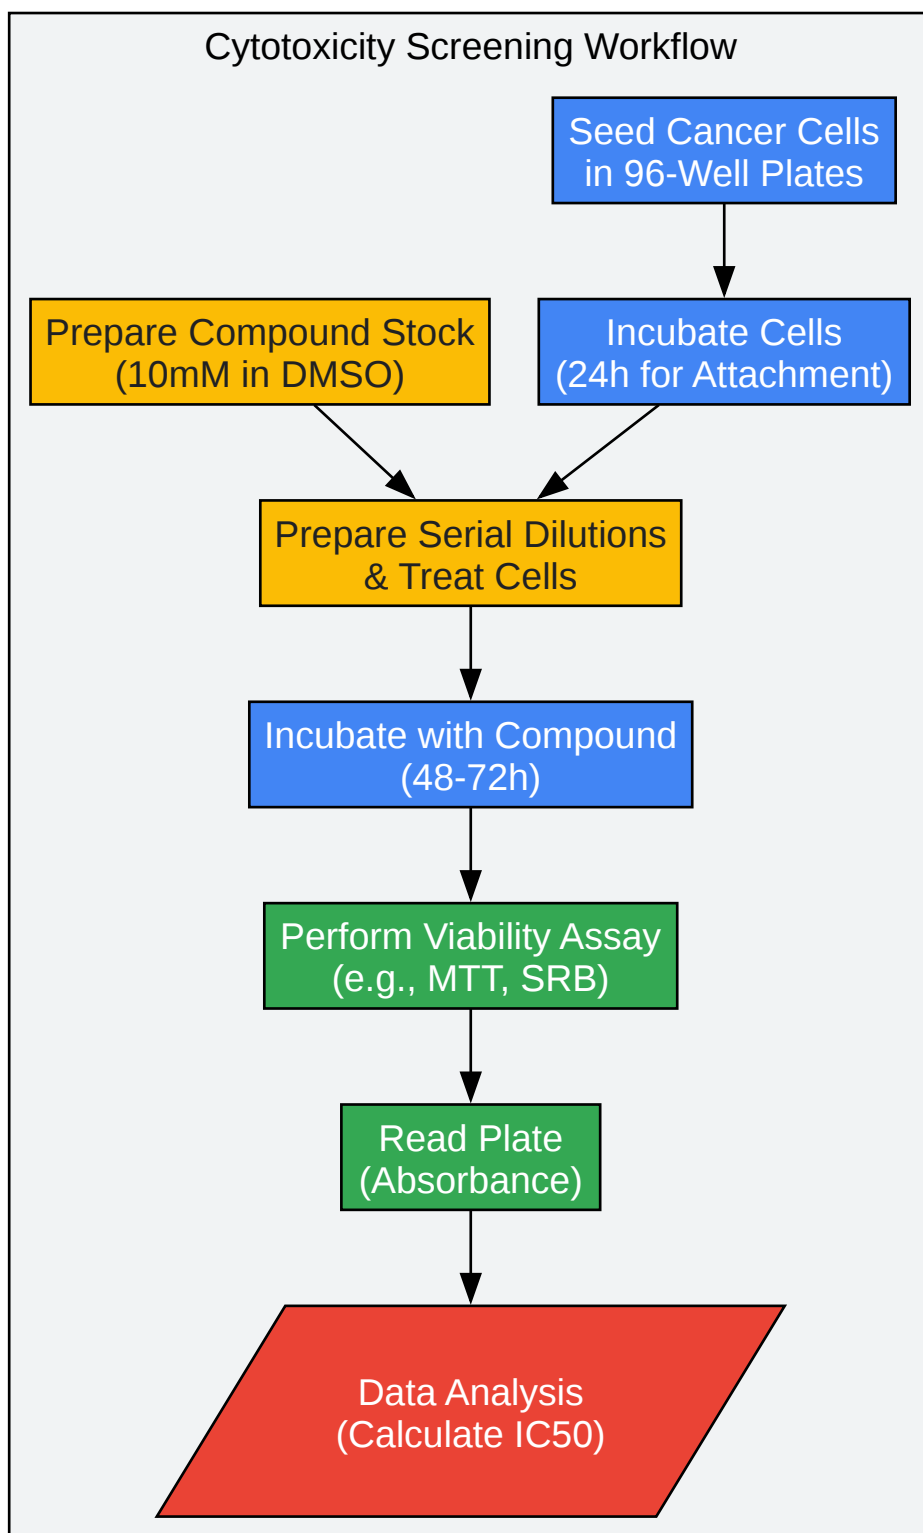 Cytotoxicity Screening Workflow
Seed Cancer Cells
in 96-Well Plates
Prepare Compound Stock
(10mM in DMSO)
Incubate Cells
(24h for Attachment)
Prepare Serial Dilutions
& Treat Cells
Incubate with Compound
(48-72h)
Perform Viability Assay
(e.g., MTT, SRB)
Read Plate
(Absorbance)
Data Analysis
(Calculate IC50)